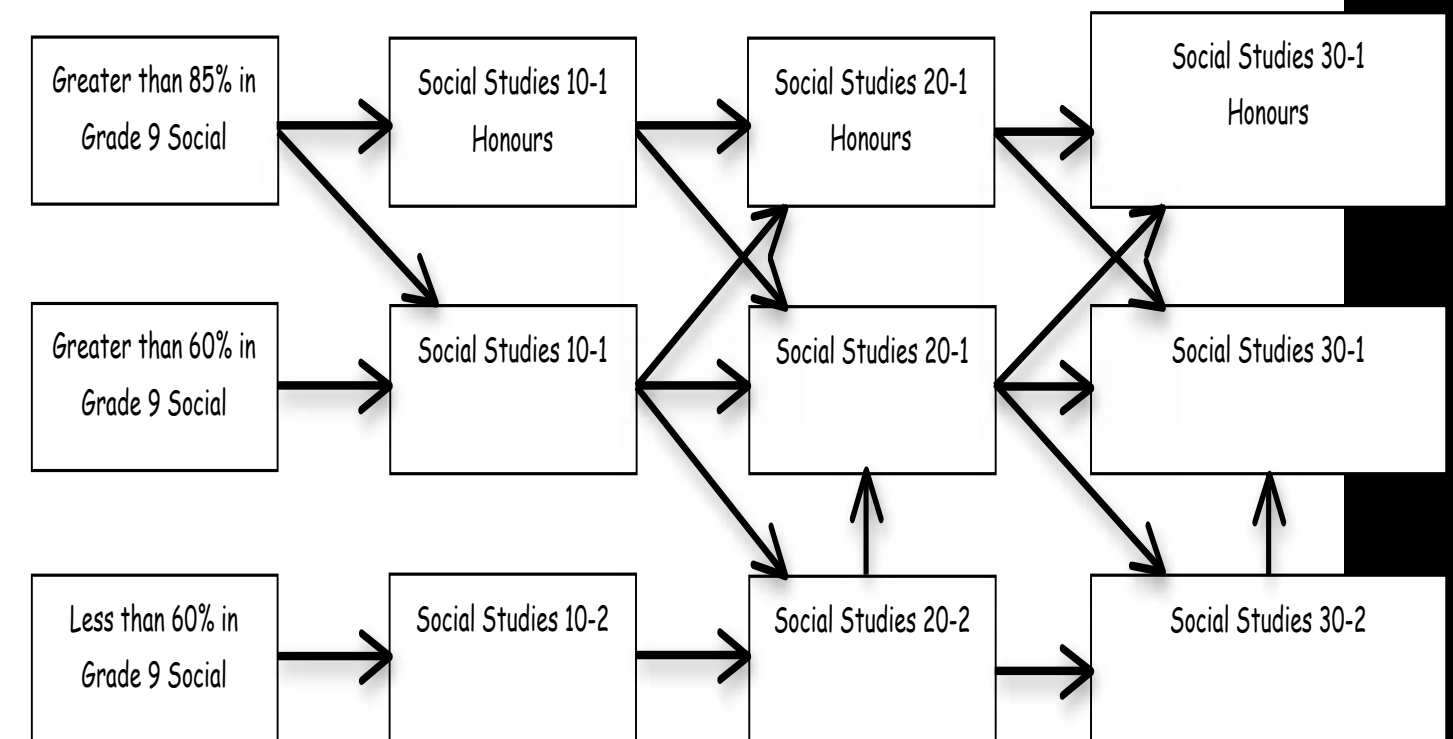 Greater than 85% in
Grade 9 Social
Social Studies 10-1
Honours
Social Studies 20-1
Honours
Social Studies 30-1
Honours
Greater than 60% in
Grade 9 Social
Social Studies 10-1
Social Studies 20-1
Social Studies 30-1
Less than 60% in
Grade 9 Social
Social Studies 10-2
Social Studies 20-2
Social Studies 30-2